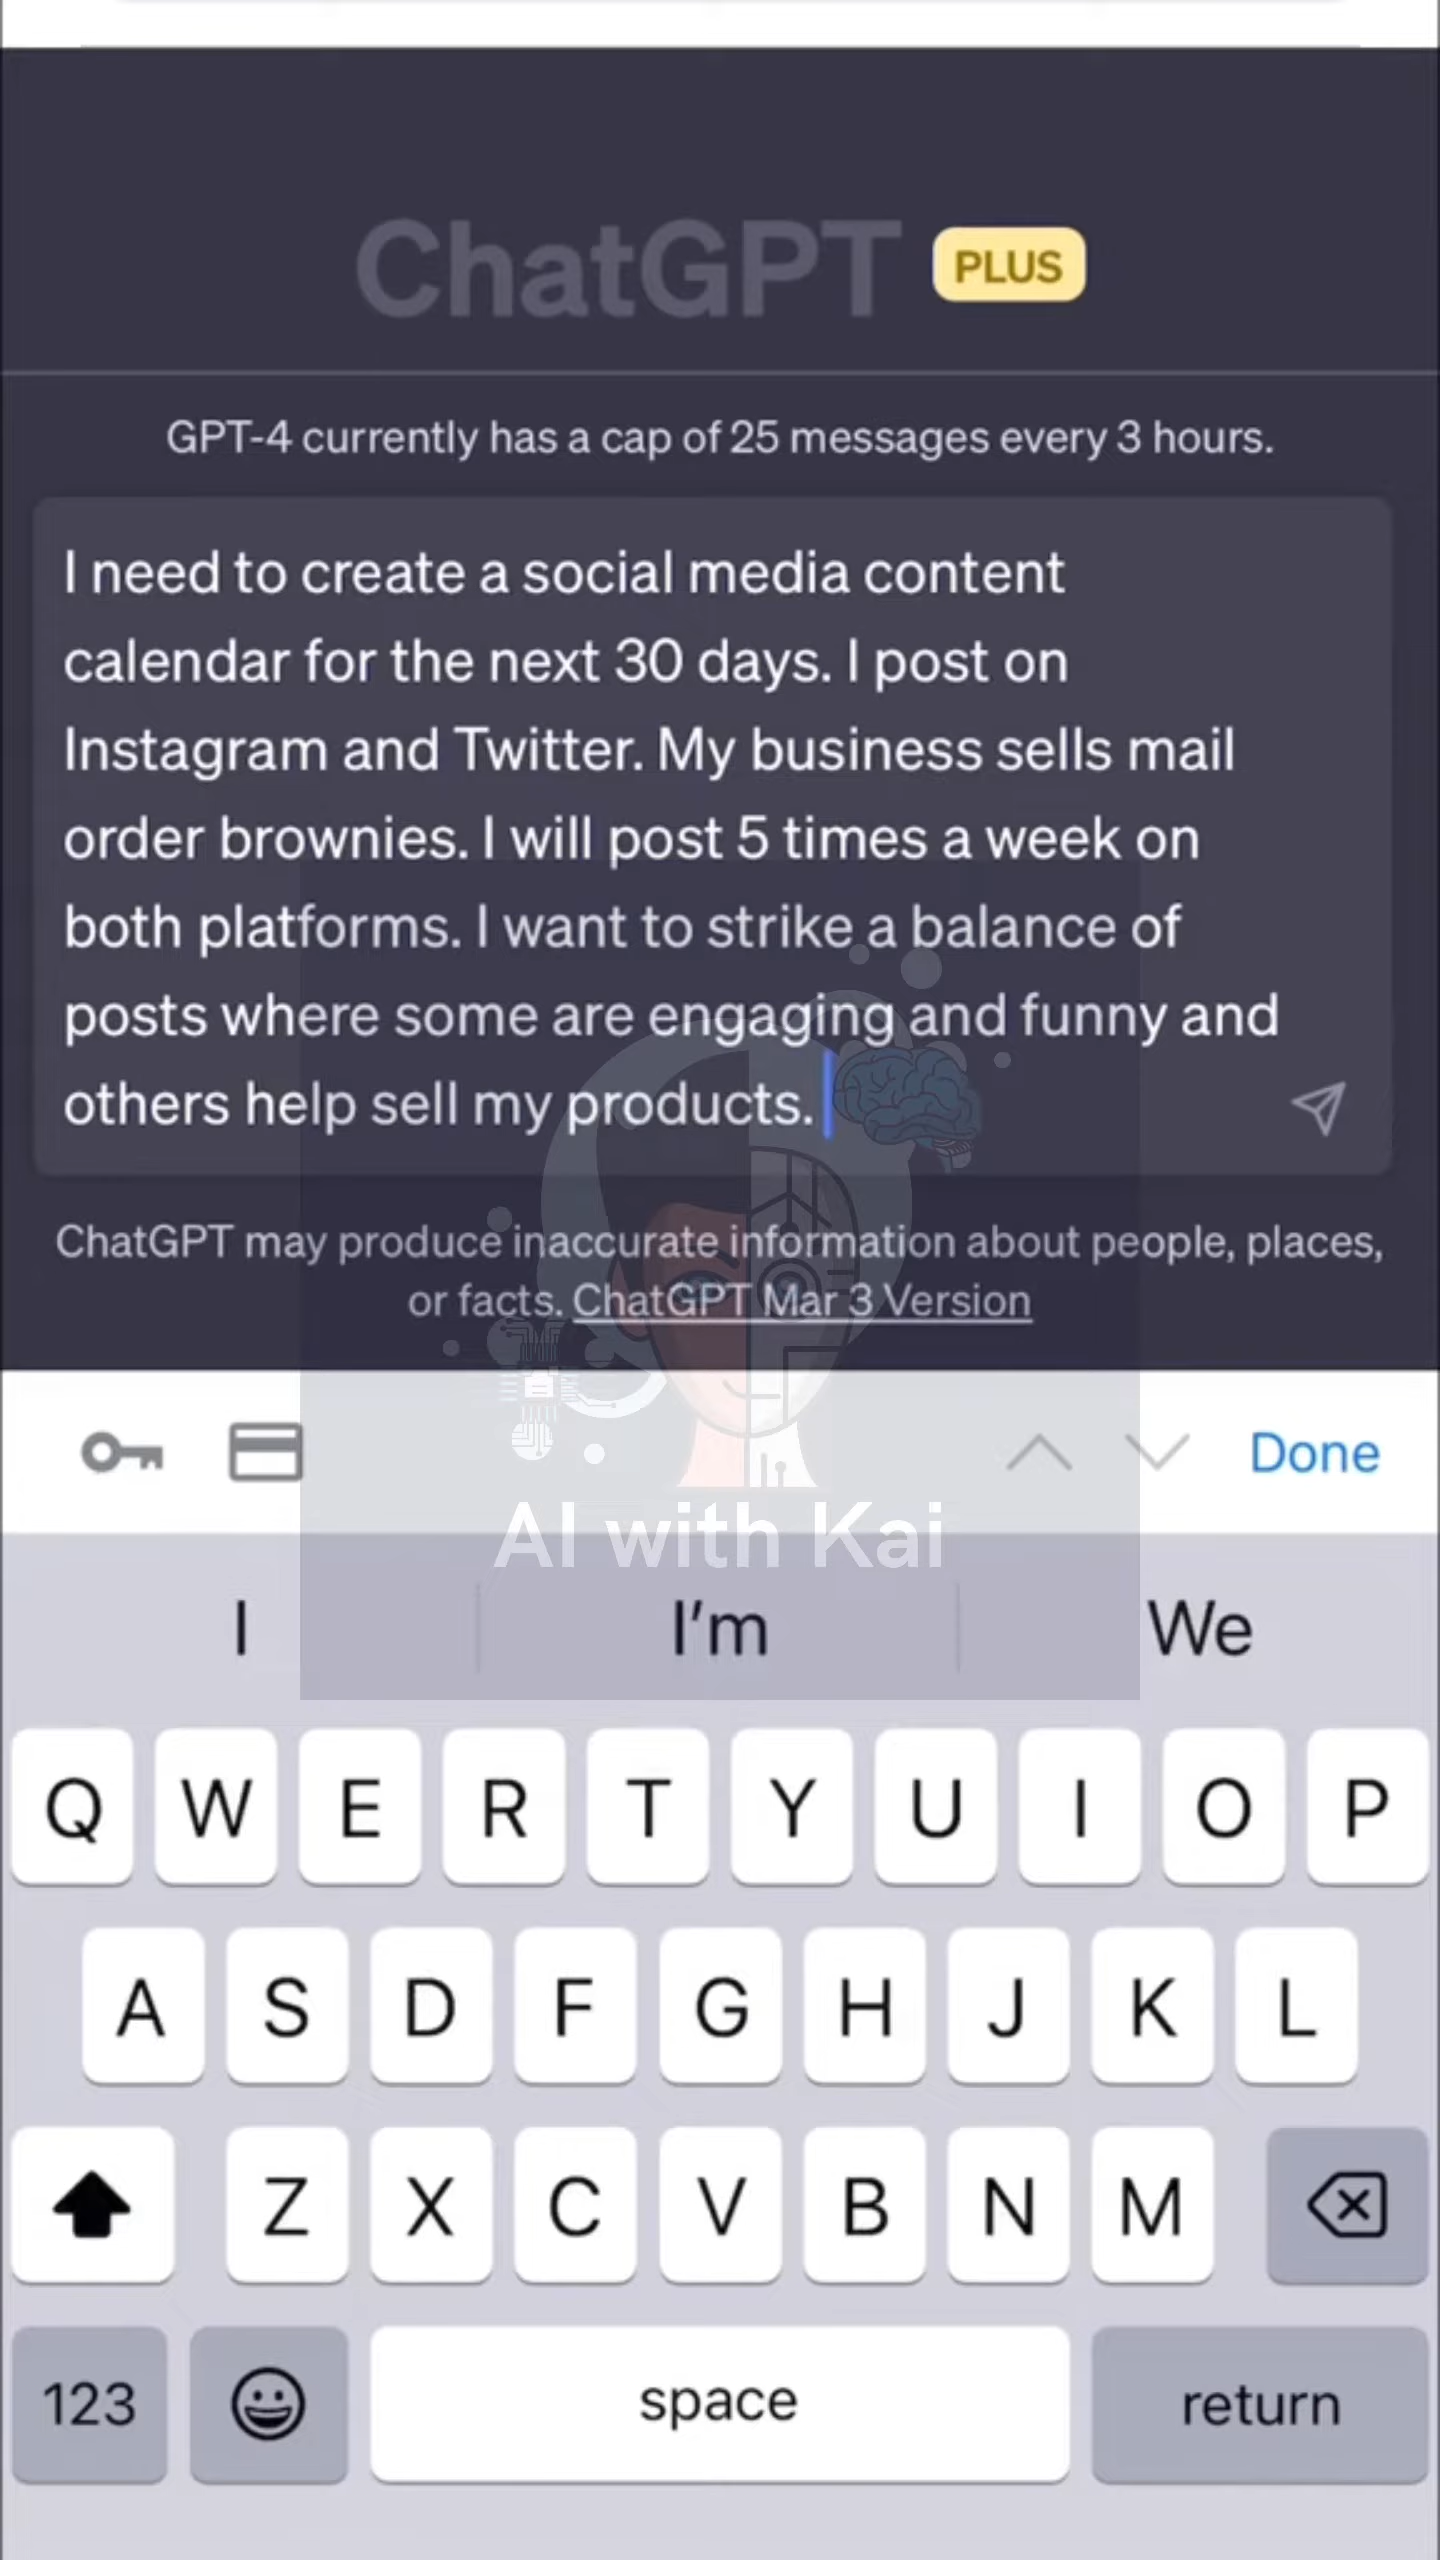 ChatGPT PLUS
GPT-4 currently has a cap of 25 messages every 3 hours.
I need to create a social media content
calendar for the next 30 days. I post on
Instagram and Twitter. My business sells mail
order brownies. I will post 5 times a week on
both platforms. I want to strike a balance of
posts where some are engaging and funny and
others help sell my products.
ChatGPT may produce inaccurate information about people, places,
or facts. ChatGPT Mar 3 Version
Done
AI with Kai
I I'm We
Q W E R T Y U I O P
A S D F G H J K L
Z X C V B N M
123 space return